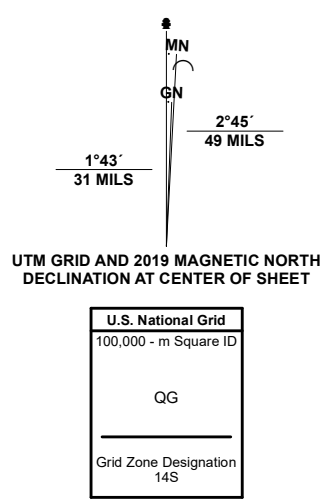 MN
GN
2°45´
49 MILS
1°43´
31 MILS
UTM GRID AND 2019 MAGNETIC NORTH
DECLINATION AT CENTER OF SHEET
U.S. National Grid
100,000 - m Square ID
QG
Grid Zone Designation
14S